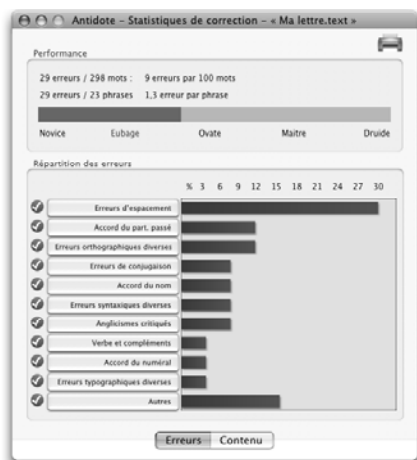 Antidote – Statistiques de correction – « Ma lettre.text »
Performance
29 erreurs / 298 mots : 9 erreurs par 100 mots
29 erreurs / 23 phrases 1,3 erreur par phrase
Novice Eubage Ovate Maitre Druide
Répartition des erreurs
% 3 6 9 12 15 18 21 24 27 30
Erreurs d'espacement
Accord du part. passé
Erreurs orthographiques diverses
Erreurs de conjugaison
Accord du nom
Erreurs syntaxiques diverses
Anglicismes critiqués
Verbe et compléments
Accord du numéral
Erreurs typographiques diverses
Autres
Erreurs Contenu